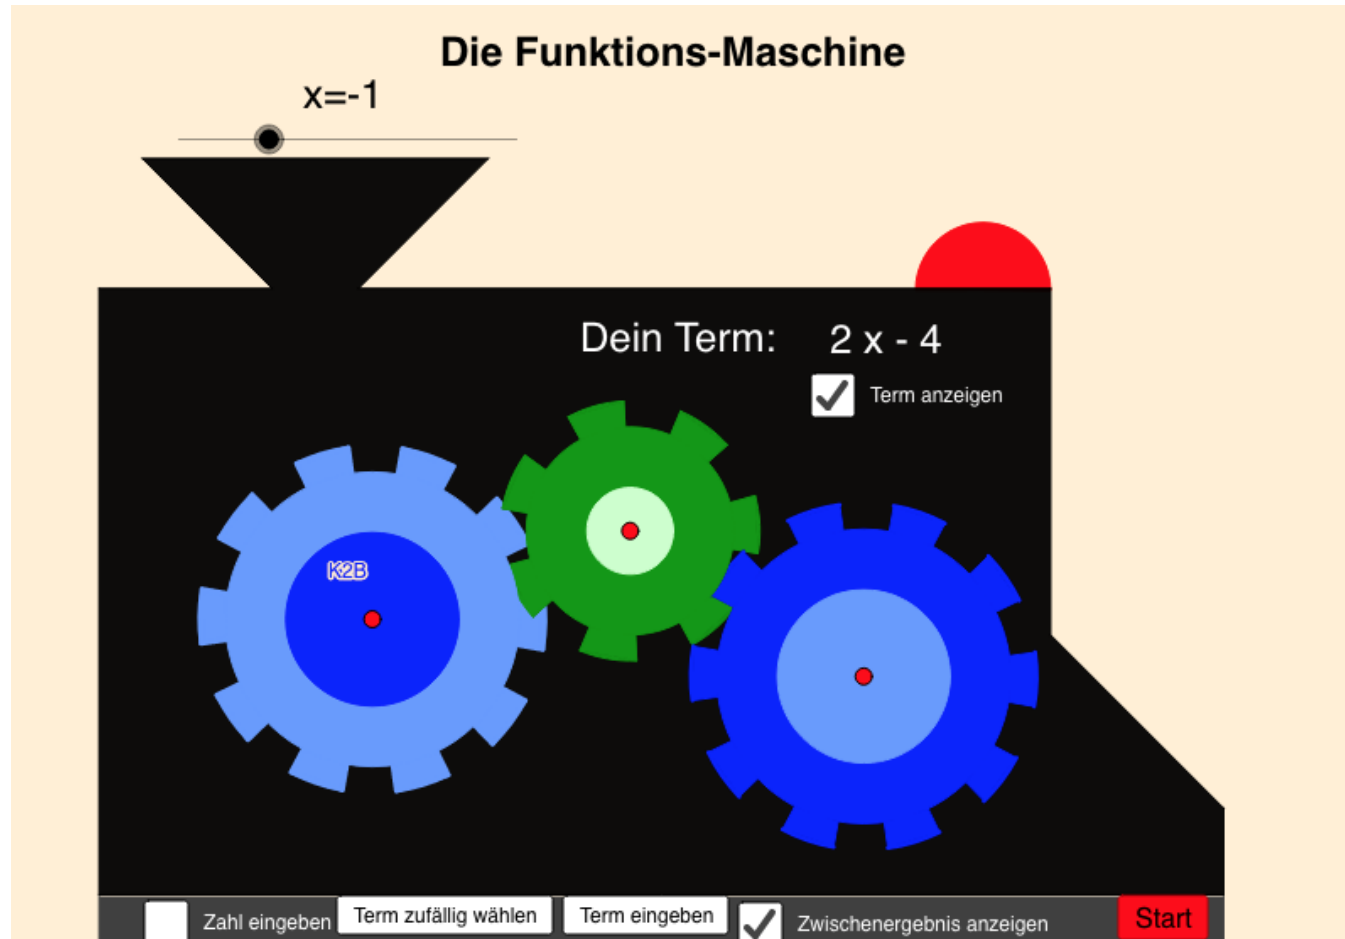 Die Funktions-Maschine
x=-1
Dein Term: 2 x - 4
Term anzeigen
K2B
Zahl eingeben Term zufällig wählen Term eingeben Zwischenergebnis anzeigen Start